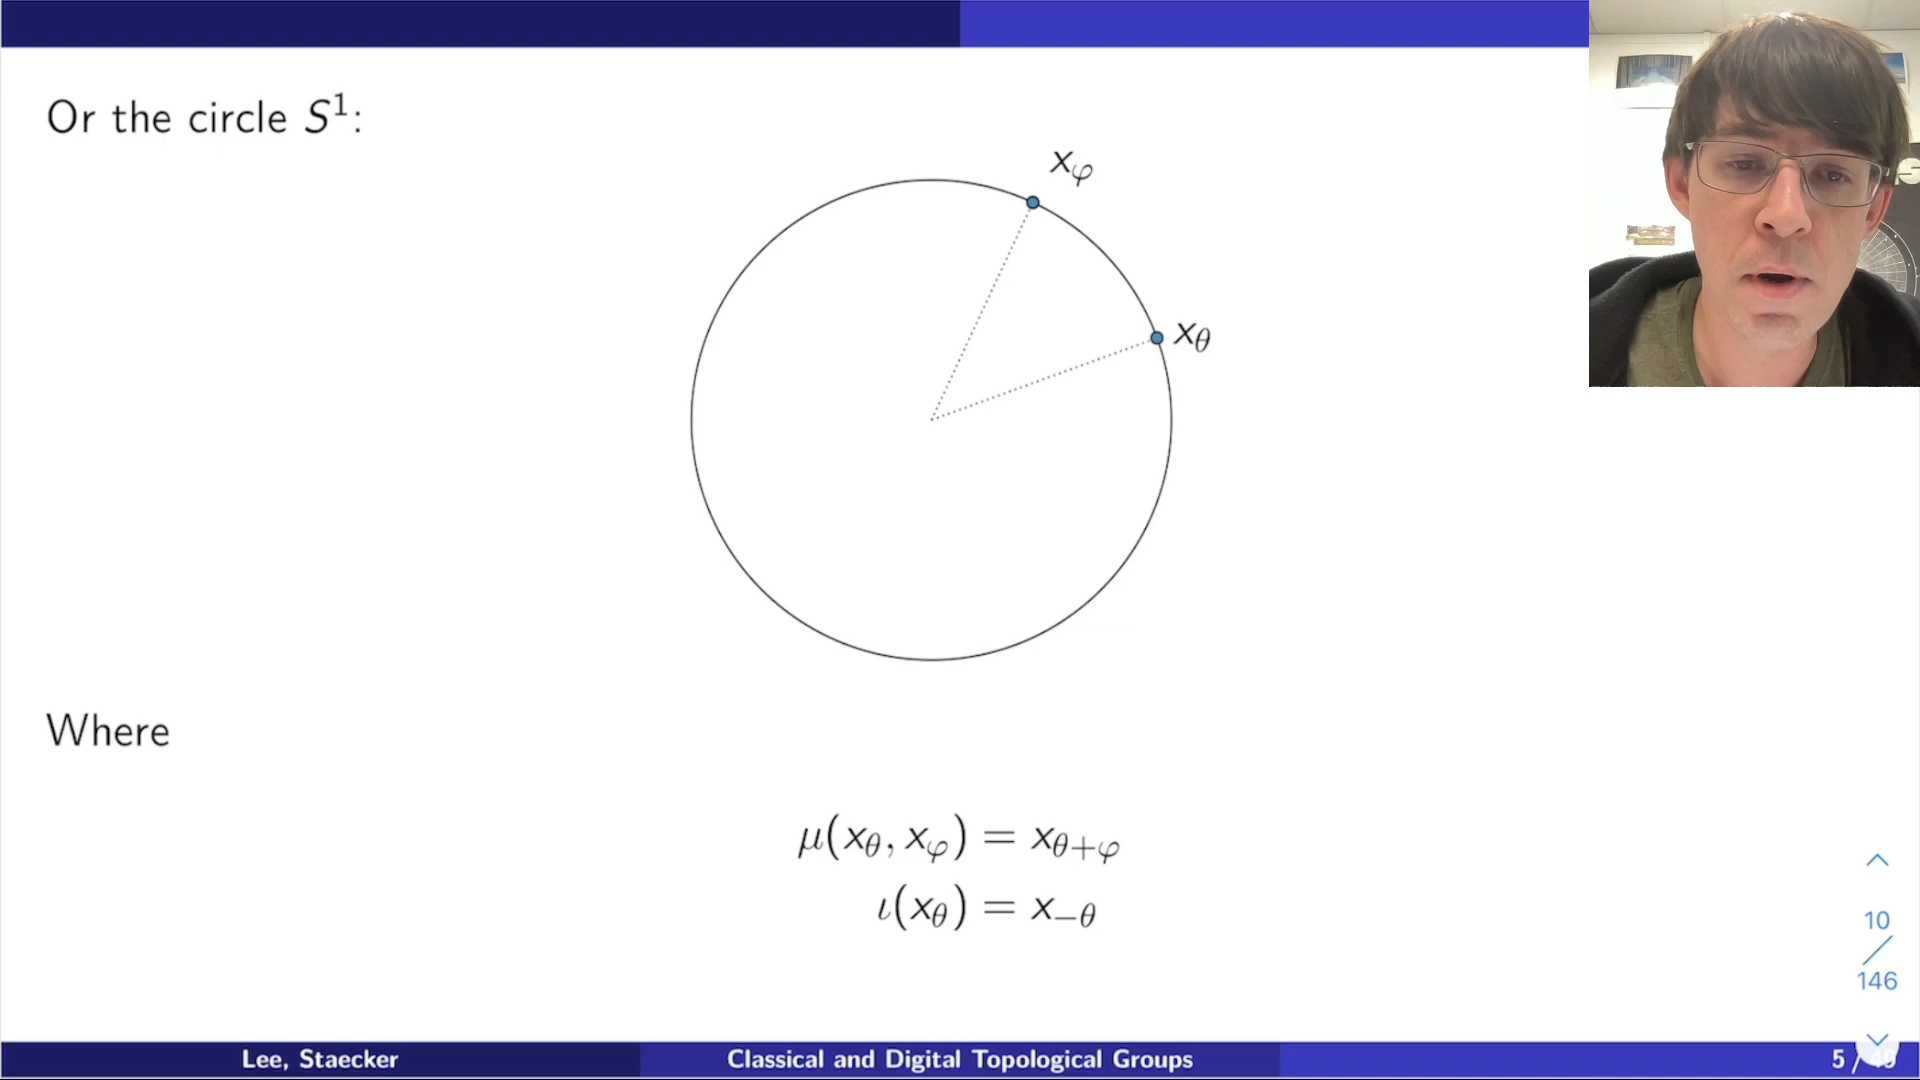 Or the circle S¹:
x_φ
x_θ
Where
μ(x_θ, x_φ) = x_{θ+φ}
ι(x_θ) = x_{−θ}
10
/
146
Lee, Staecker Classical and Digital Topological Groups 5 /